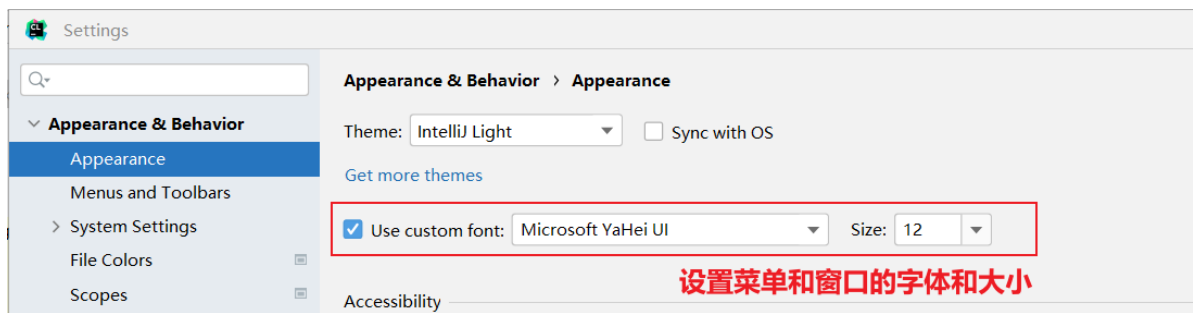 CL
Settings
Appearance & Behavior > Appearance
Appearance & Behavior
Theme: IntelliJ Light Sync with OS
Appearance
Get more themes
Menus and Toolbars
System Settings
Use custom font: Microsoft YaHei UI Size: 12
File Colors
设置菜单和窗口的字体和大小
Scopes
Accessibility